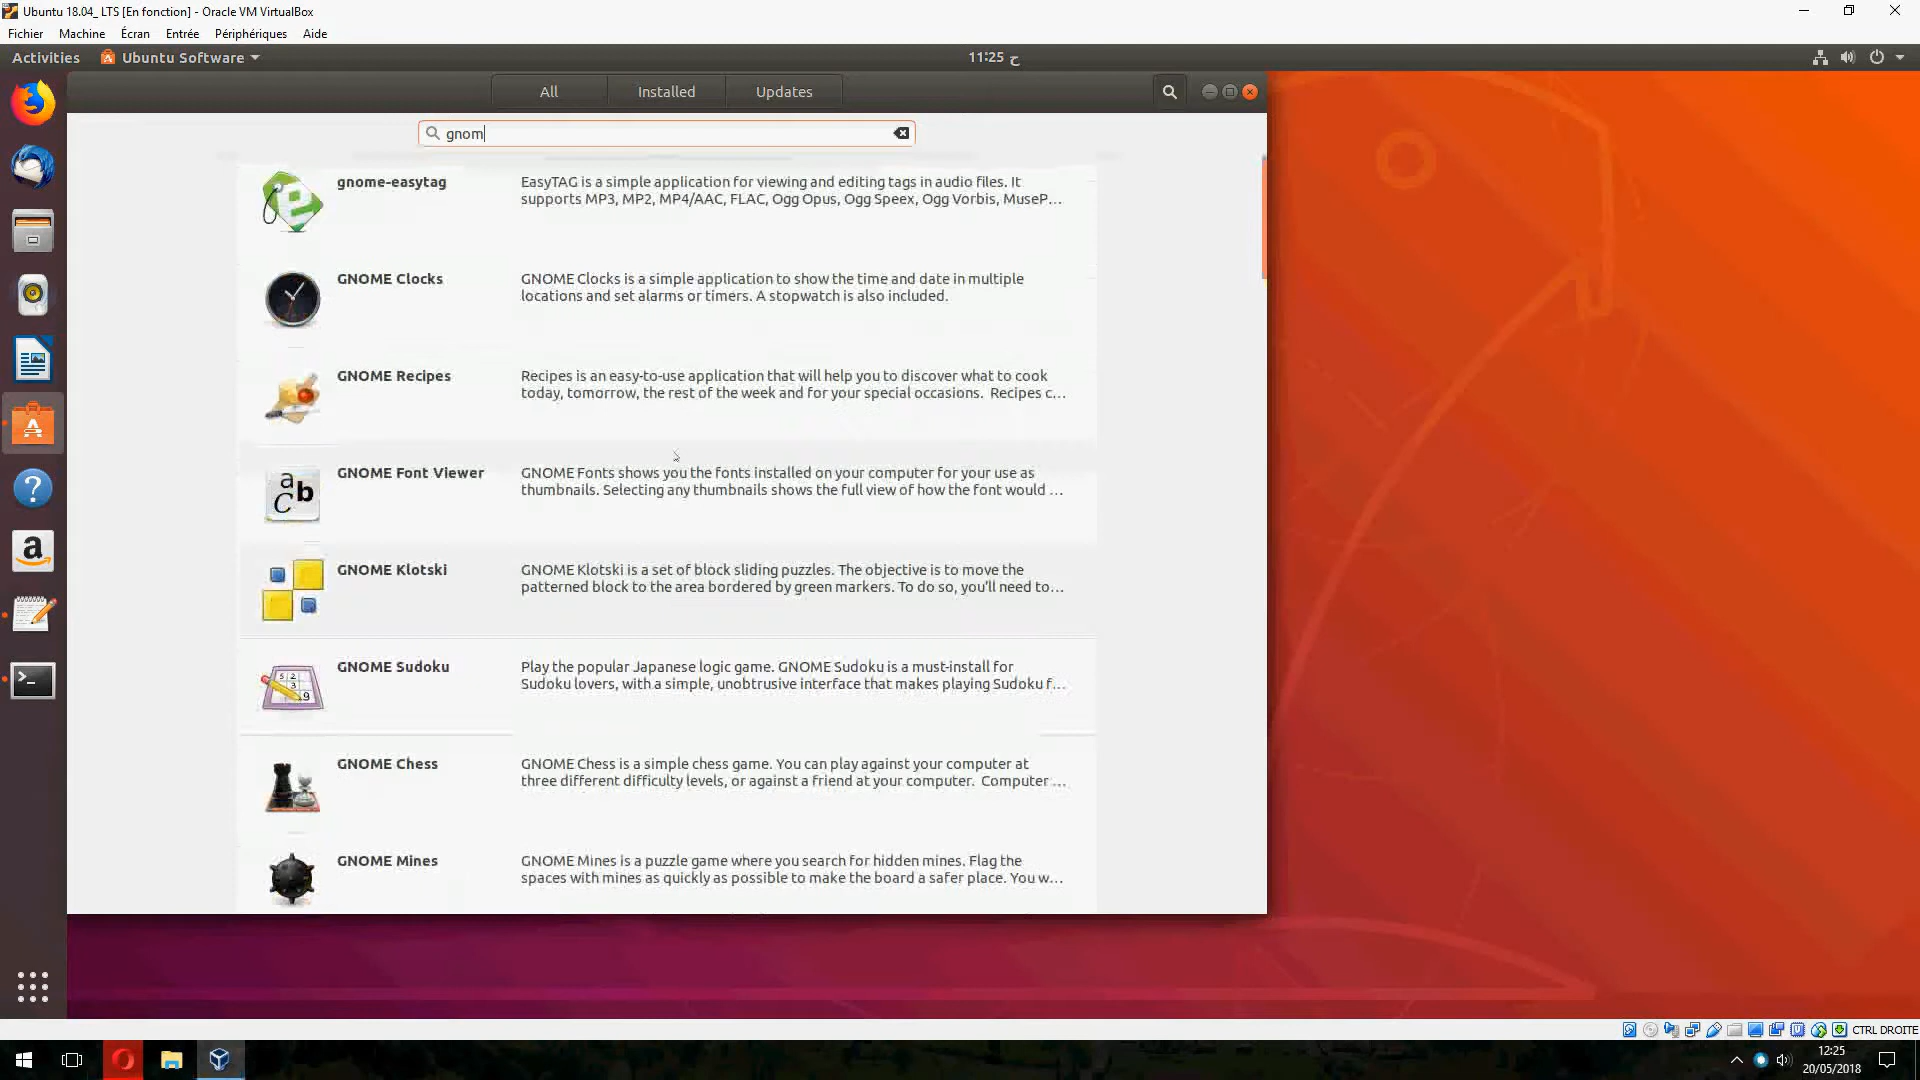 Ubuntu 18.04_ LTS [En fonction] - Oracle VM VirtualBox
Fichier Machine Écran Entrée Périphériques Aide
Activities Ubuntu Software 11:25 ح
All Installed Updates
gnom
gnome-easytag
EasyTAG is a simple application for viewing and editing tags in audio files. It
supports MP3, MP2, MP4/AAC, FLAC, Ogg Opus, Ogg Speex, Ogg Vorbis, MuseP…
GNOME Clocks
GNOME Clocks is a simple application to show the time and date in multiple
locations and set alarms or timers. A stopwatch is also included.
GNOME Recipes
Recipes is an easy-to-use application that will help you to discover what to cook
today, tomorrow, the rest of the week and for your special occasions. Recipes c…
GNOME Font Viewer
GNOME Fonts shows you the fonts installed on your computer for your use as
thumbnails. Selecting any thumbnails shows the full view of how the font would …
GNOME Klotski
GNOME Klotski is a set of block sliding puzzles. The objective is to move the
patterned block to the area bordered by green markers. To do so, you'll need to…
GNOME Sudoku
Play the popular Japanese logic game. GNOME Sudoku is a must-install for
Sudoku lovers, with a simple, unobtrusive interface that makes playing Sudoku f…
GNOME Chess
GNOME Chess is a simple chess game. You can play against your computer at
three different difficulty levels, or against a friend at your computer. Computer …
GNOME Mines
GNOME Mines is a puzzle game where you search for hidden mines. Flag the
spaces with mines as quickly as possible to make the board a safer place. You w…
CTRL DROITE
12:25
20/05/2018